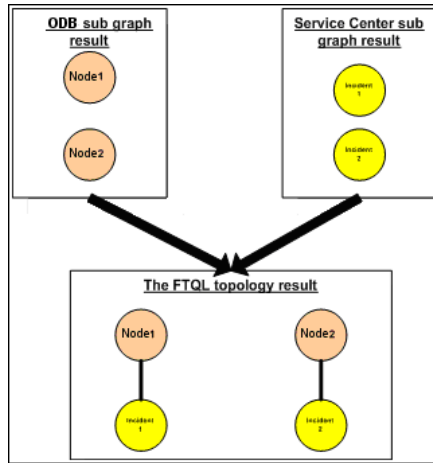 ODB sub graph
result
Node1
Node2
Service Center sub
graph result
Incident
1
Incident
2
The FTQL topology result
Node1
Node2
Incident
1
Incident
2